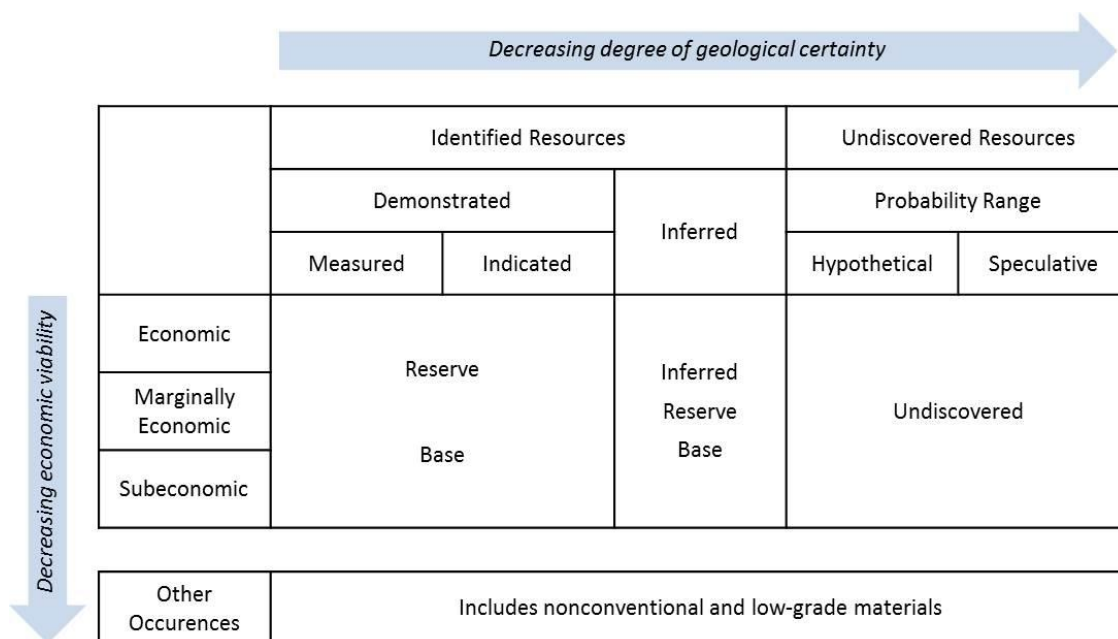 Decreasing degree of geological certainty
Identified Resources
Undiscovered Resources
Demonstrated
Inferred
Probability Range
Measured
Indicated
Hypothetical
Speculative
Decreasing economic viability
Economic
Marginally
Economic
Subeconomic
Reserve
Base
Inferred
Reserve
Base
Undiscovered
Other
Occurences
Includes nonconventional and low-grade materials